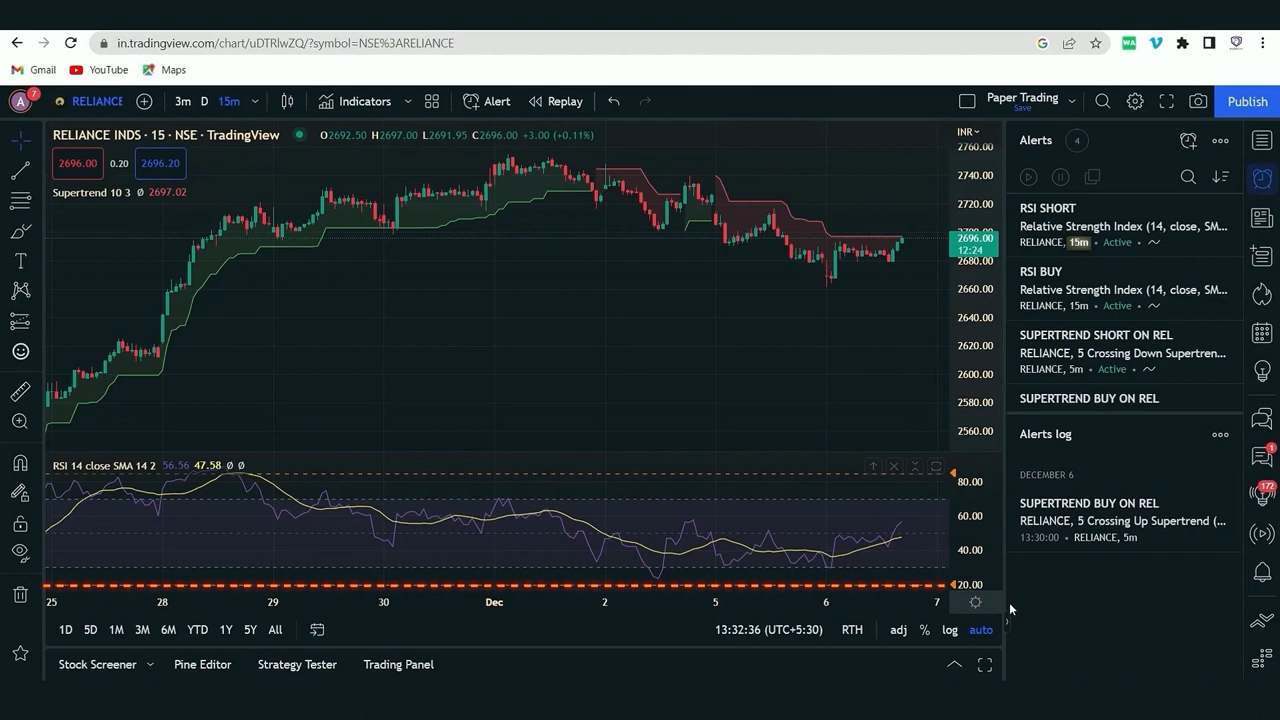 in.tradingview.com/chart/uDTRlwZQ/?symbol=NSE%3ARELIANCE
Gmail YouTube Maps
A 7 RELIANCE 3m D 15m Indicators Alert Replay Paper Trading Save Publish
RELIANCE INDS · 15 · NSE · TradingView O2692.50 H2697.00 L2691.95 C2696.00 +3.00 (+0.11%)
2696.00 0.20 2696.20
Supertrend 10 3 Ø 2697.02
INR
2760.00
2740.00
2720.00
2696.00
12:24
2680.00
2660.00
2640.00
2620.00
2600.00
2580.00
2560.00
RSI 14 close SMA 14 2 56.56 47.58 Ø Ø
80.00
60.00
40.00
20.00
25 28 29 30 Dec 2 5 6 7
1D 5D 1M 3M 6M YTD 1Y 5Y All 13:32:36 (UTC+5:30) RTH adj % log auto
Stock Screener Pine Editor Strategy Tester Trading Panel
Alerts 4
RSI SHORT
Relative Strength Index (14, close, SM...
RELIANCE, 15m • Active •
RSI BUY
Relative Strength Index (14, close, SM...
RELIANCE, 15m • Active •
SUPERTREND SHORT ON REL
RELIANCE, 5 Crossing Down Supertren...
RELIANCE, 5m • Active •
SUPERTREND BUY ON REL
Alerts log
DECEMBER 6
SUPERTREND BUY ON REL
RELIANCE, 5 Crossing Up Supertrend (...
13:30:00 • RELIANCE, 5m
1
172